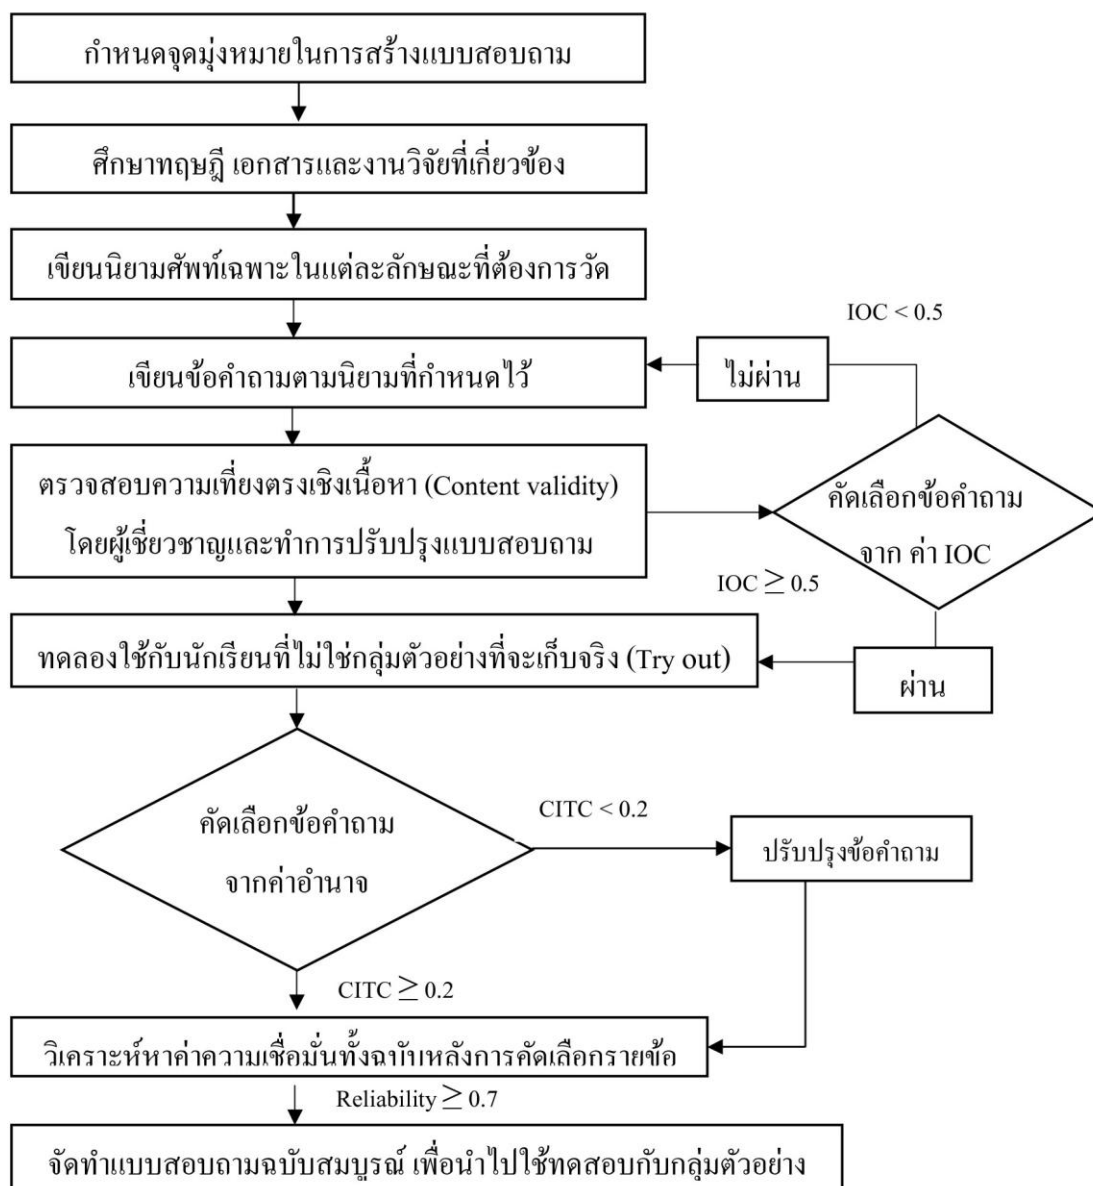 กำหนดจุดมุ่งหมายในการสร้างแบบสอบถาม
ศึกษาทฤษฎี เอกสารและงานวิจัยที่เกี่ยวข้อง
เขียนนิยามศัพท์เฉพาะในแต่ละลักษณะที่ต้องการวัด
IOC < 0.5
เขียนข้อคำถามตามนิยามที่กำหนดไว้
ไม่ผ่าน
ตรวจสอบความเที่ยงตรงเชิงเนื้อหา (Content validity)
โดยผู้เชี่ยวชาญและทำการปรับปรุงแบบสอบถาม
คัดเลือกข้อคำถาม
จาก ค่า IOC
IOC ≥ 0.5
ทดลองใช้กับนักเรียนที่ไม่ใช่กลุ่มตัวอย่างที่จะเก็บจริง (Try out)
ผ่าน
คัดเลือกข้อคำถาม
จากค่าอำนาจ
CITC < 0.2
ปรับปรุงข้อคำถาม
CITC ≥ 0.2
วิเคราะห์หาค่าความเชื่อมั่นทั้งฉบับหลังการคัดเลือกรายข้อ
Reliability ≥ 0.7
จัดทำแบบสอบถามฉบับสมบูรณ์ เพื่อนำไปใช้ทดสอบกับกลุ่มตัวอย่าง